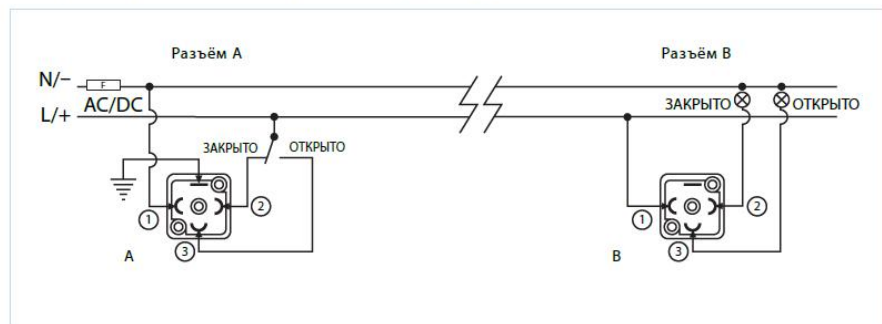 Разъём A
Разъём B
N/−
F
AC/DC
L/+
ЗАКРЫТО
ОТКРЫТО
ЗАКРЫТО
ОТКРЫТО
1
2
3
A
1
2
3
B